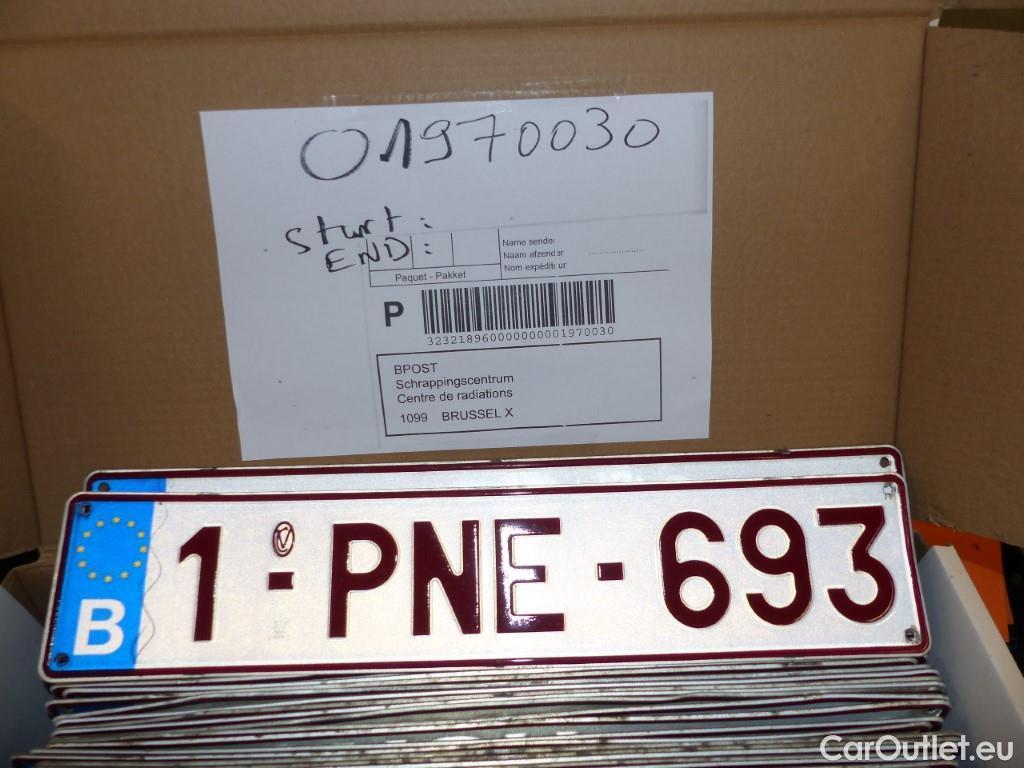 01970030
Start:
END:
Name sender
Naam afzender
Nom expéditeur
Paquet - Pakket
P
323218960000000001970030
BPOST
Schrappingscentrum
Centre de radiations
1099 BRUSSEL X
B 1-PNE-693
CarOutlet.eu